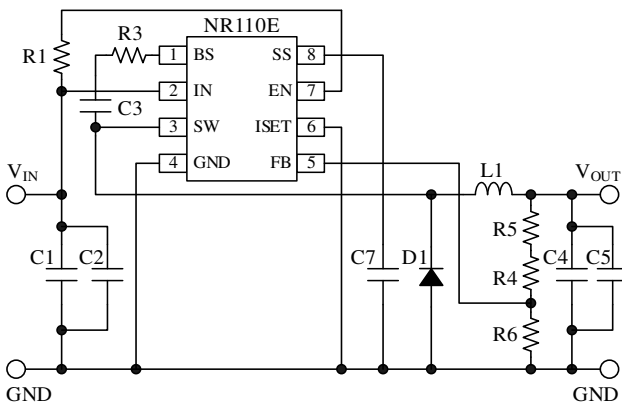 NR110E
R1
R3
1 BS SS 8
2 IN EN 7
C3
3 SW ISET 6
4 GND FB 5
VIN
L1
VOUT
R5
C1 C2
C7 D1
R4 C4 C5
R6
GND
GND